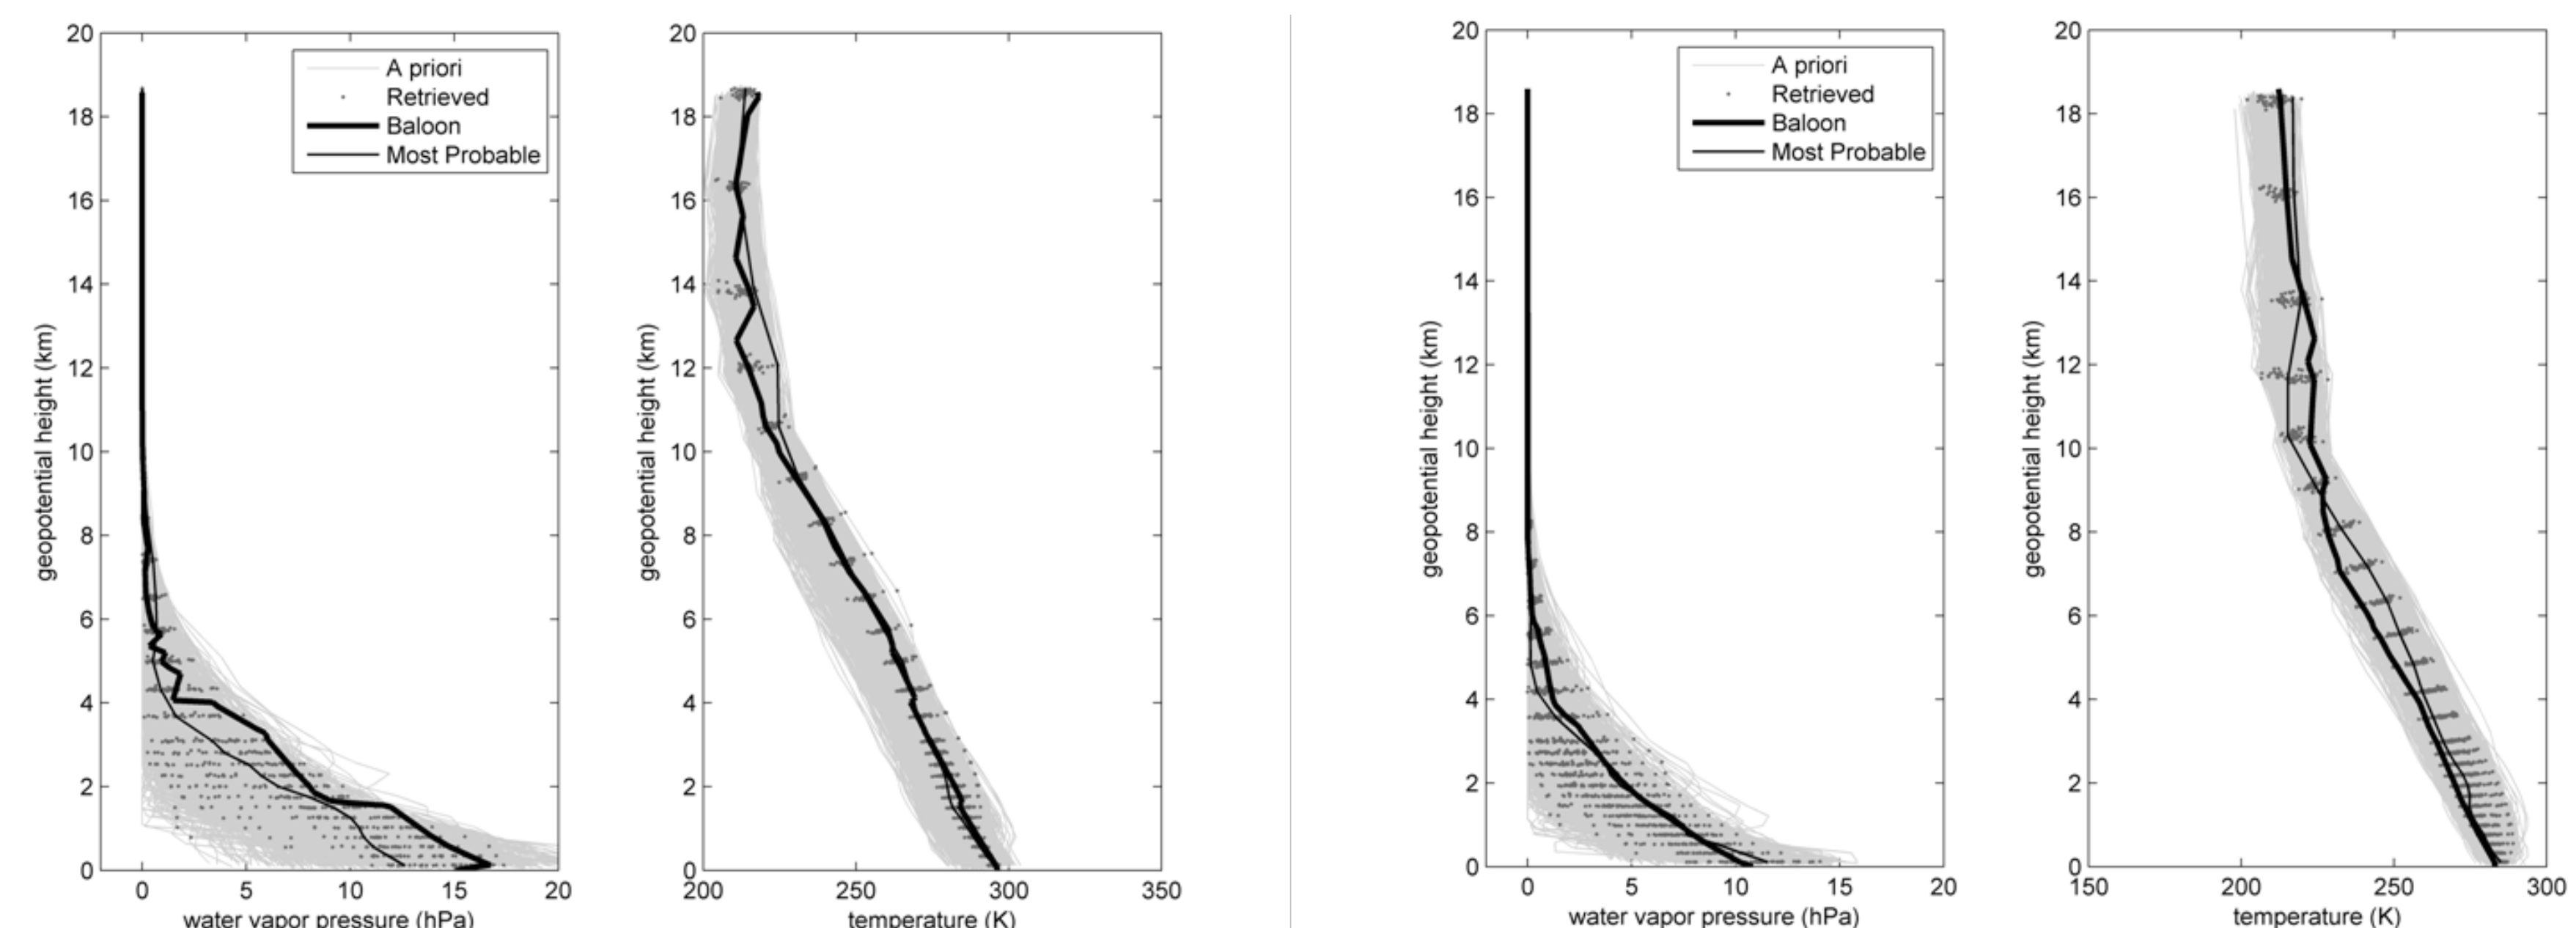 20
18
16
14
12
10
8
6
4
2
0
geopotential height (km)
A priori
Retrieved
Baloon
Most Probable
0 5 10 15 20
water vapor pressure (hPa)
20
18
16
14
12
10
8
6
4
2
0
geopotential height (km)
200 250 300 350
temperature (K)
20
18
16
14
12
10
8
6
4
2
0
geopotential height (km)
A priori
Retrieved
Baloon
Most Probable
0 5 10 15 20
water vapor pressure (hPa)
20
18
16
14
12
10
8
6
4
2
0
geopotential height (km)
150 200 250 300
temperature (K)